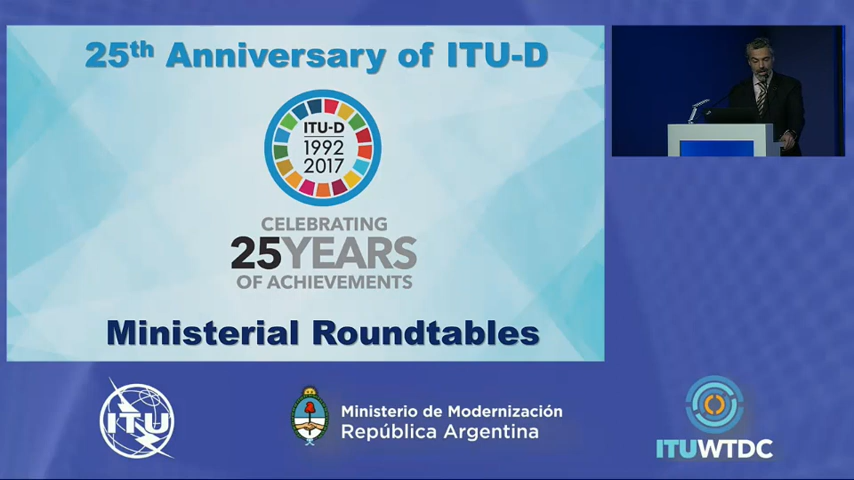 25th Anniversary of ITU-D
ITU-D
1992
2017
CELEBRATING
25YEARS
OF ACHIEVEMENTS
Ministerial Roundtables
ITU
Ministerio de Modernización
República Argentina
ITUWTDC